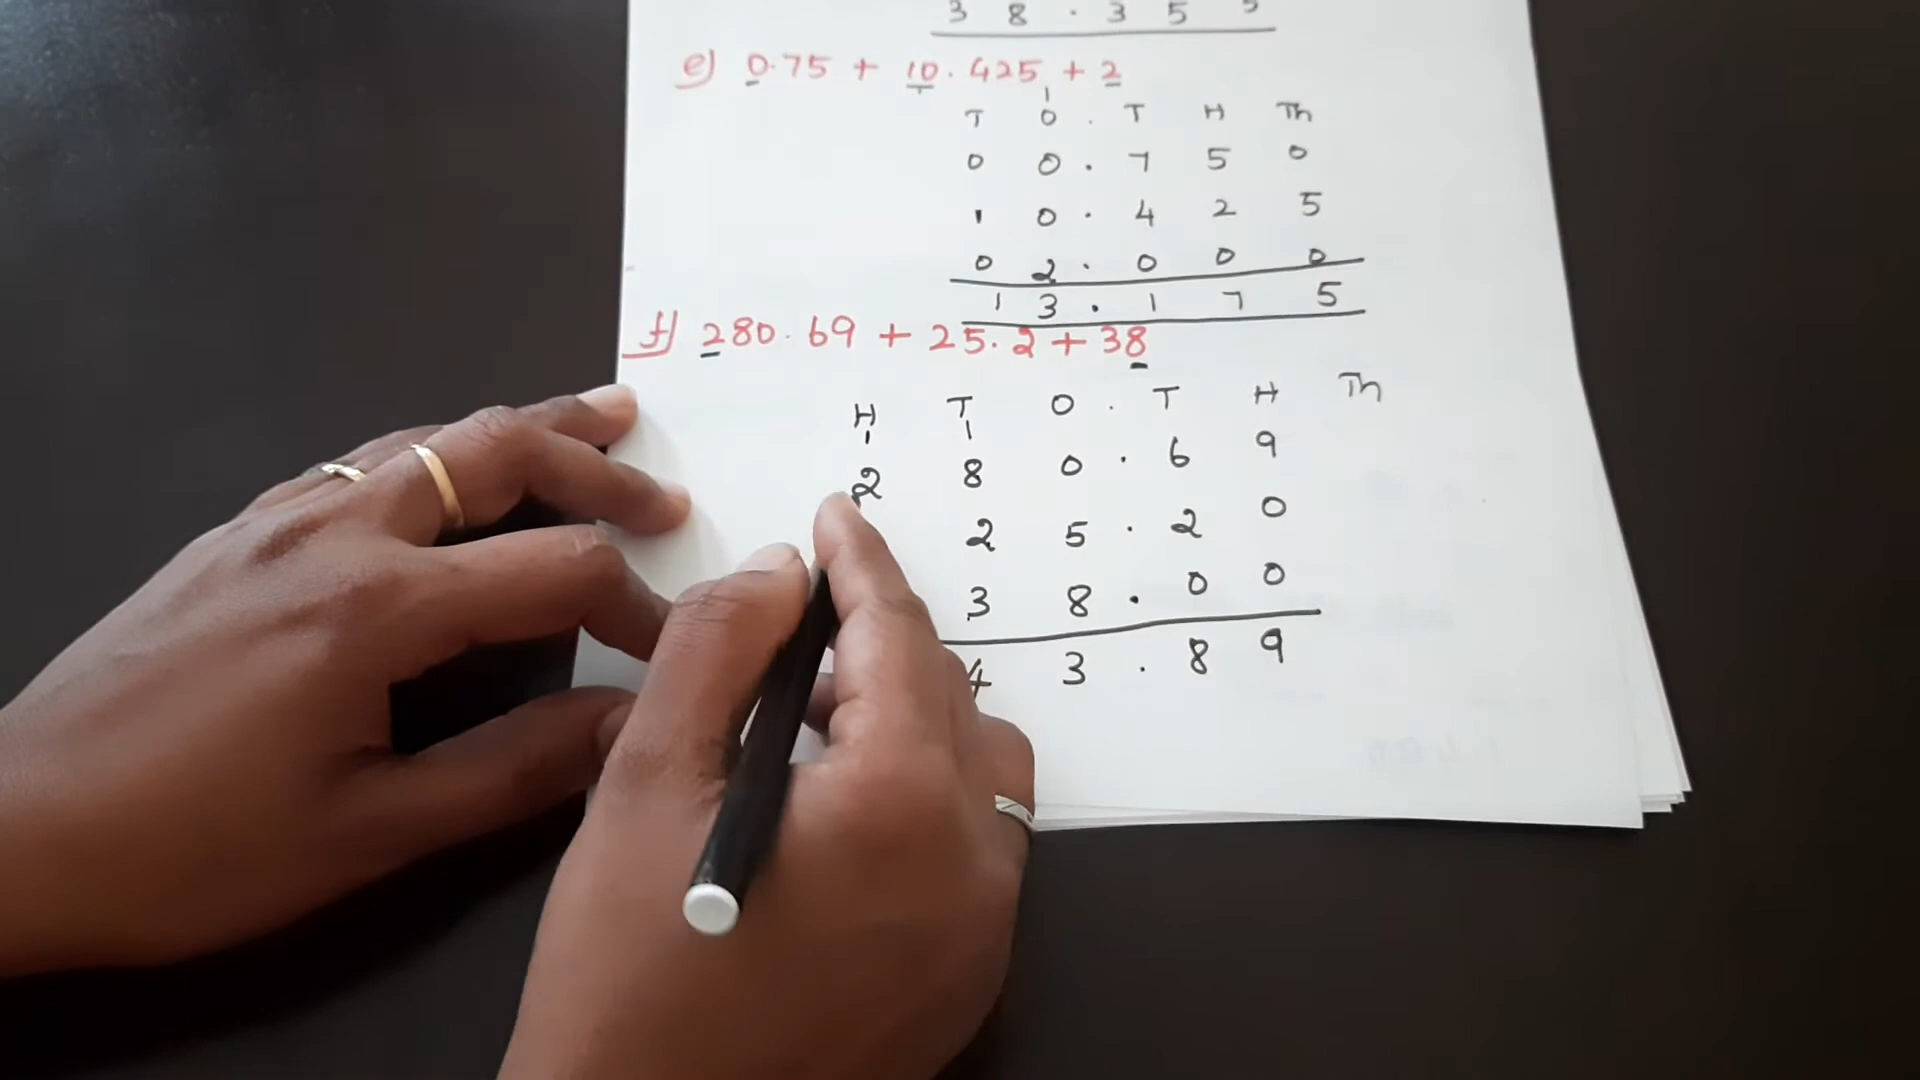 3 8 . 3 5 5
e) 0.75 + 10.425 + 2
1
T O . T H Th
0 0 . 7 5 0
1 0 . 4 2 5
0 2 . 0 0 0
1 3 . 1 7 5
f) 280.69 + 25.2 + 38
H T O . T H Th
1 1
2 8 0 . 6 9
2 5 . 2 0
3 8 . 0 0
4 3 . 8 9